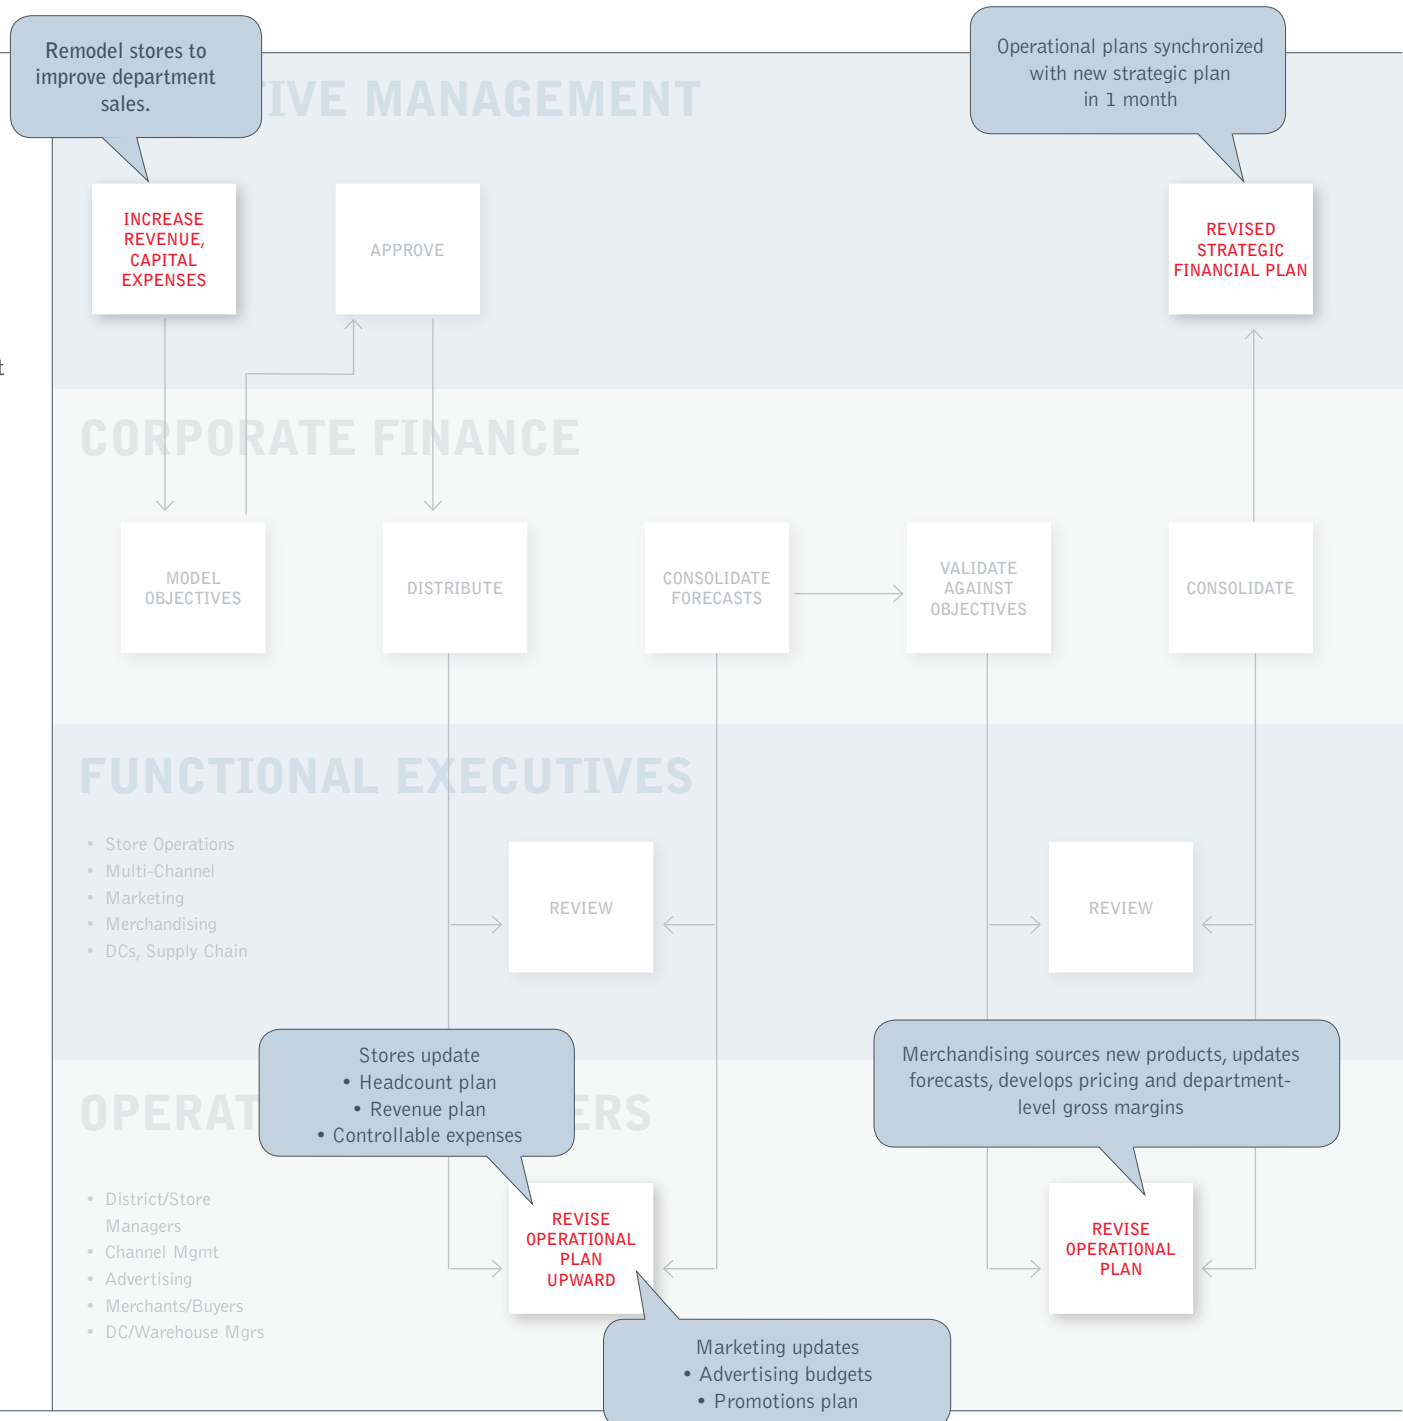 Remodel stores to
improve department
sales.
Operational plans synchronized
with new strategic plan
in 1 month
TIVE MANAGEMENT
INCREASE
REVENUE,
CAPITAL
EXPENSES
APPROVE
REVISED
STRATEGIC
FINANCIAL PLAN
t
CORPORATE FINANCE
MODEL
OBJECTIVES
DISTRIBUTE
CONSOLIDATE
FORECASTS
VALIDATE
AGAINST
OBJECTIVES
CONSOLIDATE
FUNCTIONAL EXECUTIVES
• Store Operations
• Multi-Channel
• Marketing
• Merchandising
• DCs, Supply Chain
REVIEW
REVIEW
Stores update
• Headcount plan
• Revenue plan
• Controllable expenses
Merchandising sources new products, updates
forecasts, develops pricing and department-
level gross margins
OPERAT ERS
• District/Store
Managers
• Channel Mgmt
• Advertising
• Merchants/Buyers
• DC/Warehouse Mgrs
REVISE
OPERATIONAL
PLAN
UPWARD
REVISE
OPERATIONAL
PLAN
Marketing updates
• Advertising budgets
• Promotions plan